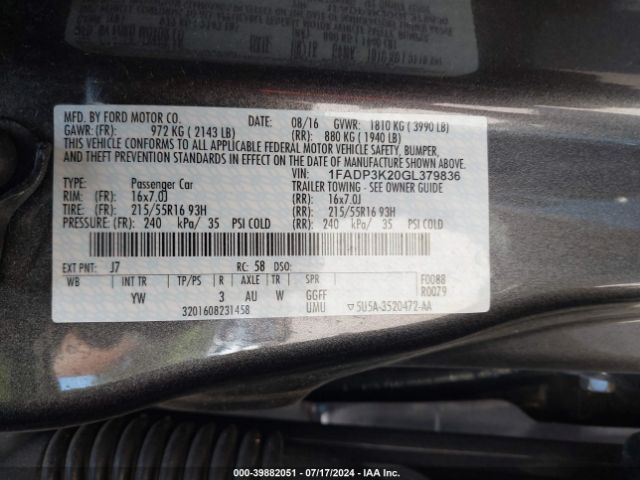 MFD. BY FORD MOTOR CO. DATE: 08/16 GVWR: 1810 KG ( 3990 LB)
GAWR: (FR): 972 KG ( 2143 LB) (RR): 880 KG ( 1940 LB)
THIS VEHICLE CONFORMS TO ALL APPLICABLE FEDERAL MOTOR VEHICLE SAFETY, BUMPER,
AND THEFT PREVENTION STANDARDS IN EFFECT ON THE DATE OF MANUFACTURE SHOWN ABOVE.
VIN: 1FADP3K20GL379836
TYPE: Passenger Car TRAILER TOWING - SEE OWNER GUIDE
RIM: (FR) 16x7.0J (RR): 16x7.0J
TIRE: (FR) 215/55R16 93H (RR): 215/55R16 93H
PRESSURE: (FR) 240 kPa/ 35 PSI COLD (RR): 240 kPa/ 35 PSI COLD
EXT PNT: J7 RC: 58 DSO:
WB INT TR TP/PS R AXLE TR SPR F0088
YW 3 AU W GGFF R0079
3201608231458 UMU ▽5U5A-3520472-AA
000-39882051 - 07/17/2024 - IAA Inc.